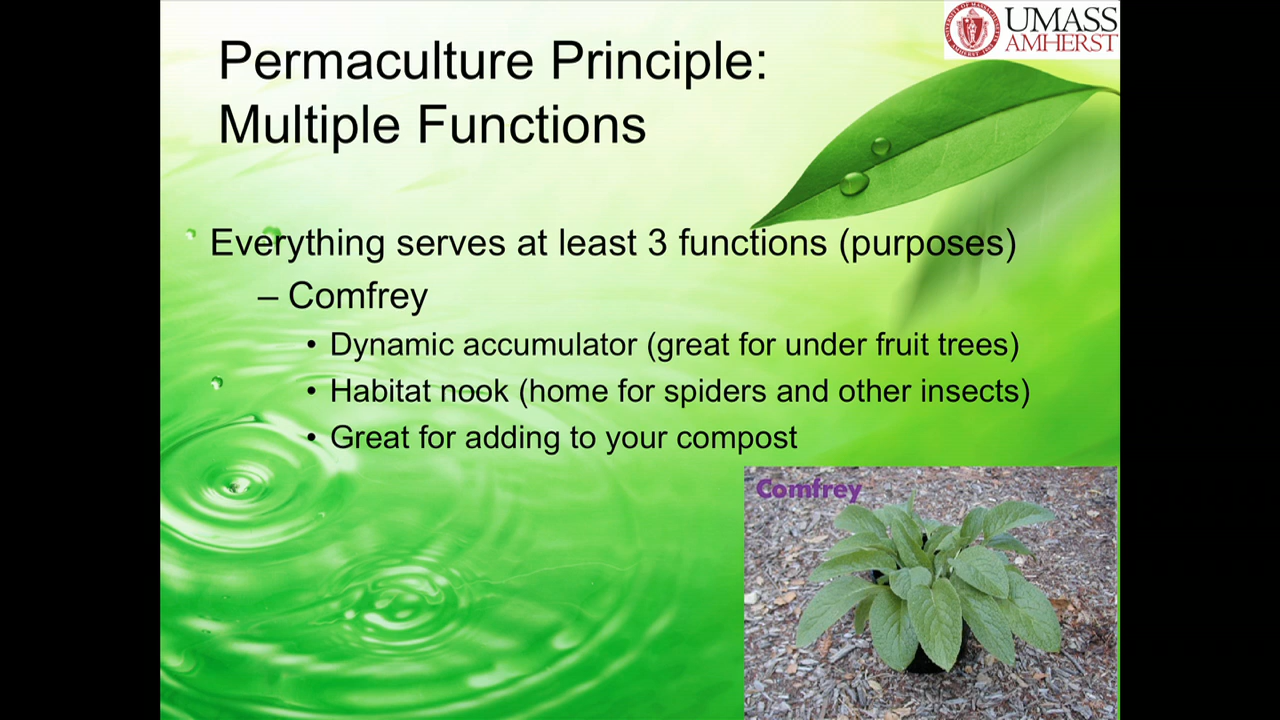 UMASS
AMHERST
Permaculture Principle:
Multiple Functions
Everything serves at least 3 functions (purposes)
– Comfrey
• Dynamic accumulator (great for under fruit trees)
• Habitat nook (home for spiders and other insects)
• Great for adding to your compost
Comfrey